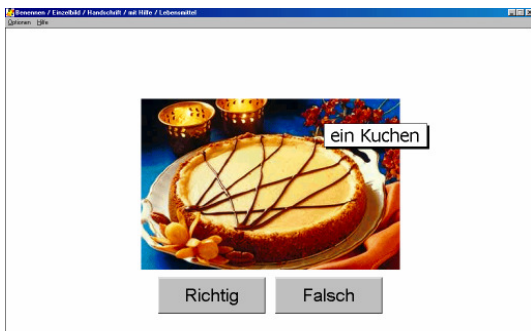 Benennen / Einzelbild / Handschrift / mit Hilfe / Lebensmittel
Optionen Hilfe
ein Kuchen
Richtig Falsch